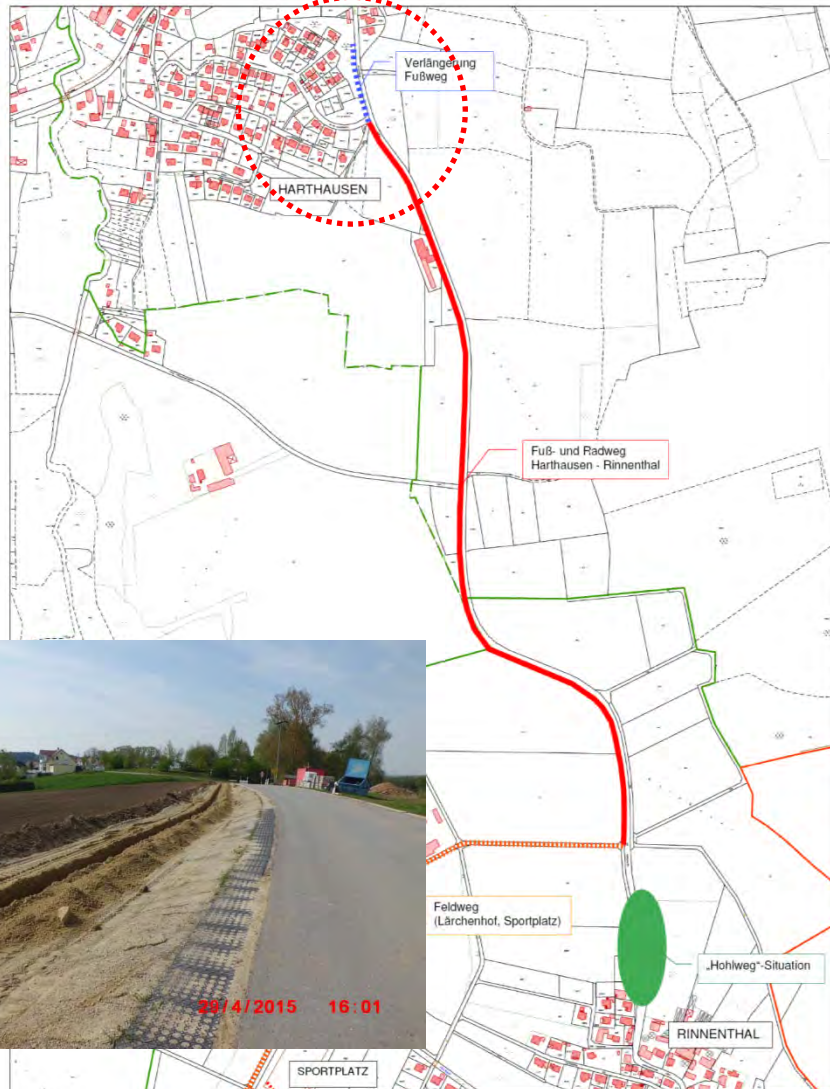 Verlängerung
Fußweg
HARTHAUSEN
Fuß- und Radweg
Harthausen - Rinnenthal
Feldweg
(Lärchenhof, Sportplatz)
„Hohlweg“-Situation
29/4/2015 16:01
RINNENTHAL
SPORTPLATZ